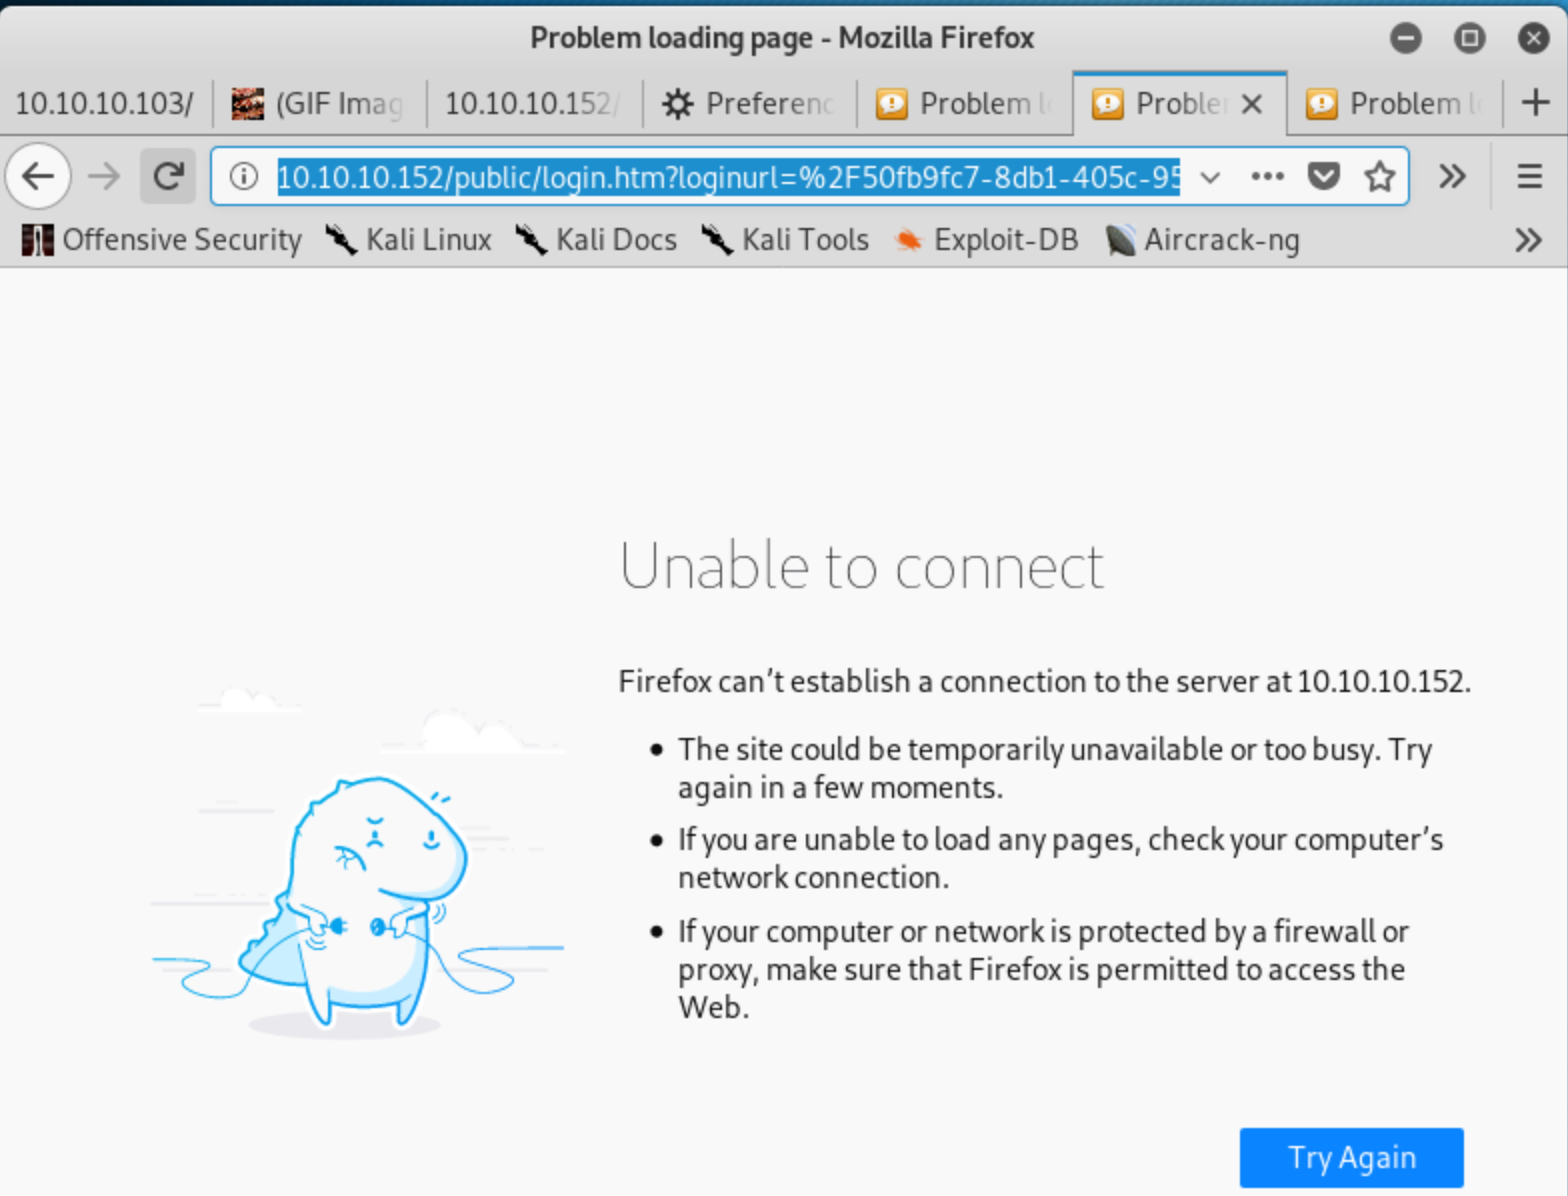 Problem loading page - Mozilla Firefox
10.10.10.103/ (GIF Imag 10.10.10.152/ Preferenc Problem l Problem Problem l
10.10.10.152/public/login.htm?loginurl=%2F50fb9fc7-8db1-405c-95
Offensive Security Kali Linux Kali Docs Kali Tools Exploit-DB Aircrack-ng
Unable to connect
Firefox can’t establish a connection to the server at 10.10.10.152.
• The site could be temporarily unavailable or too busy. Try
again in a few moments.
• If you are unable to load any pages, check your computer’s
network connection.
• If your computer or network is protected by a firewall or
proxy, make sure that Firefox is permitted to access the
Web.
Try Again